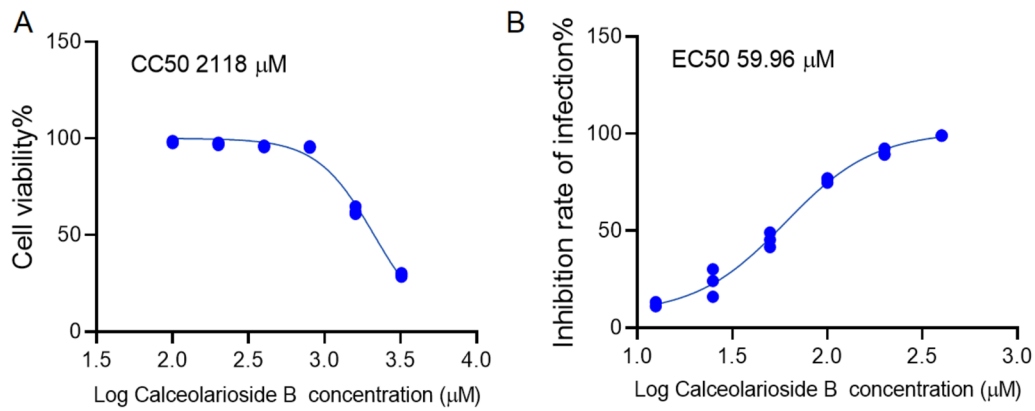 A
CC50 2118 μM
Cell viability%
150
100
50
0
1.5 2.0 2.5 3.0 3.5 4.0
Log Calceolarioside B concentration (μM)
B
EC50 59.96 μM
Inhibition rate of infection%
150
100
50
0
1.0 1.5 2.0 2.5 3.0
Log Calceolarioside B concentration (μM)